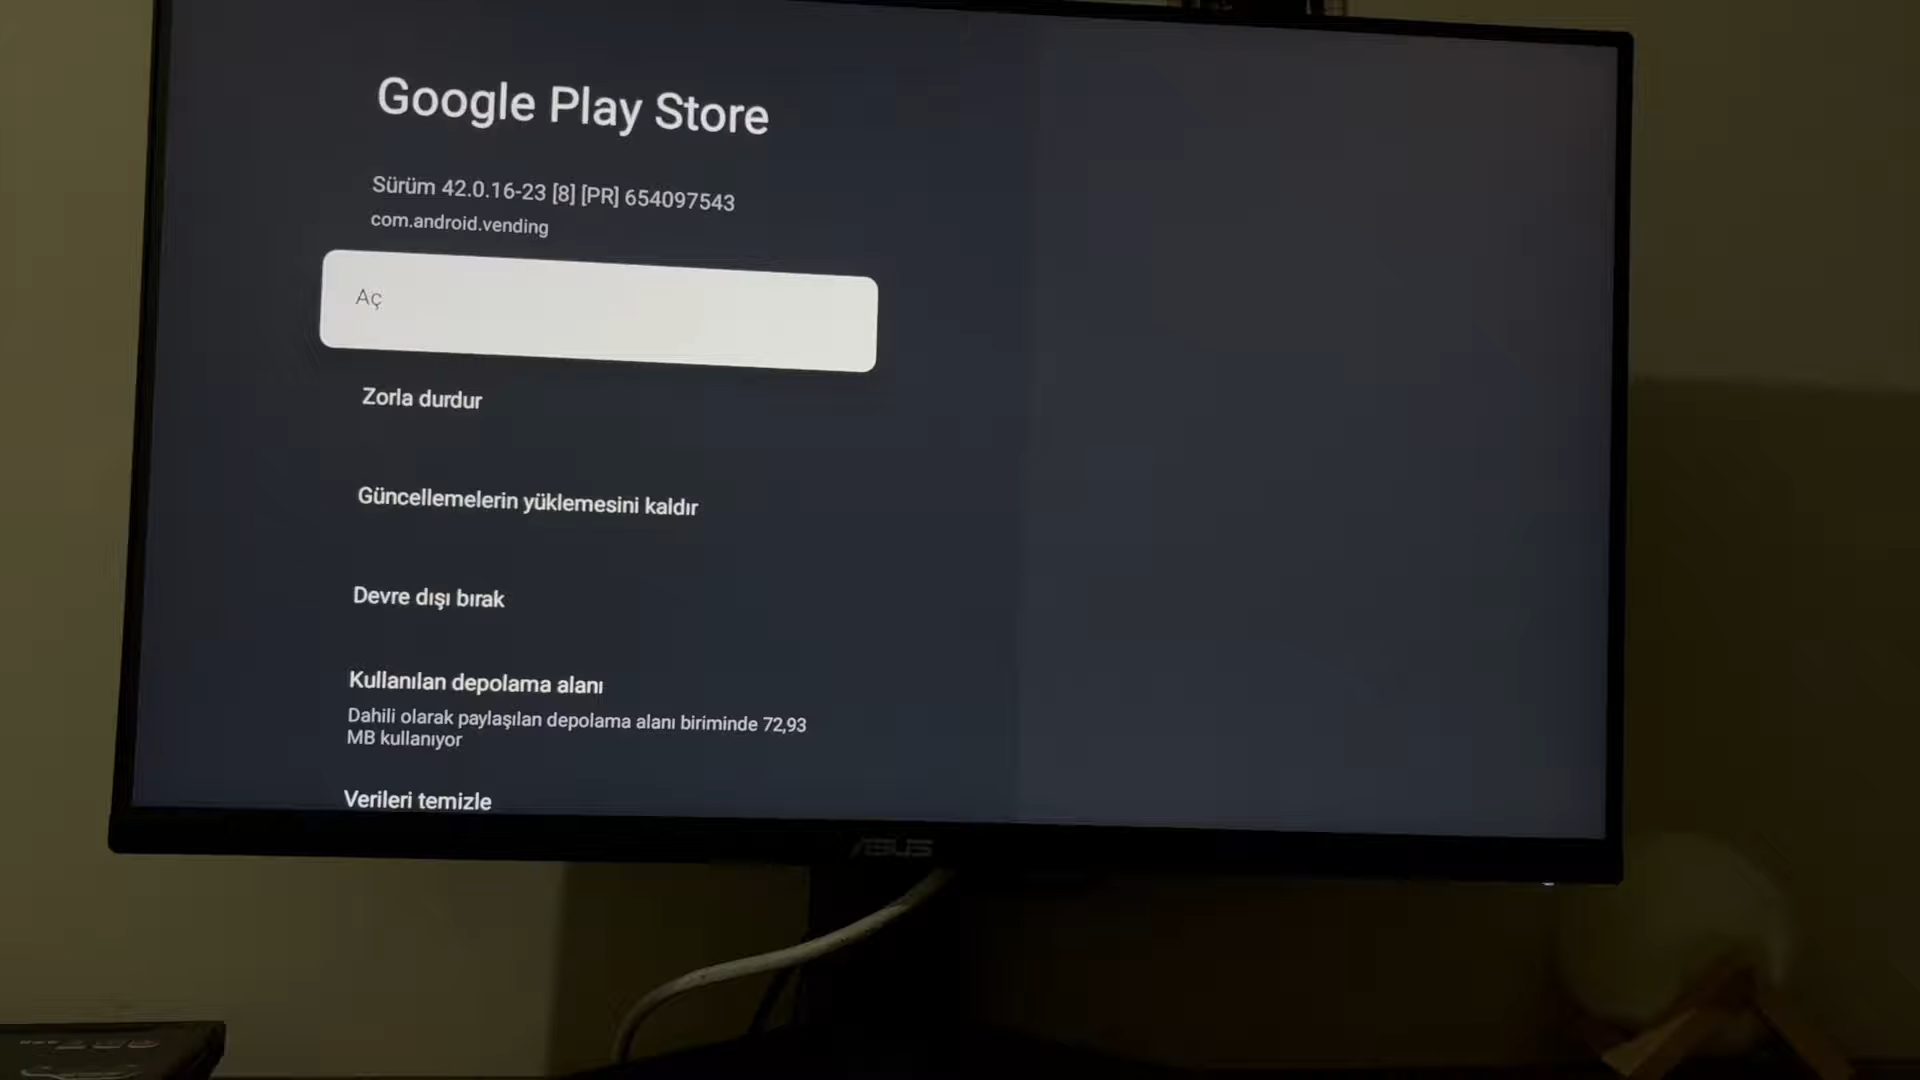 Google Play Store
Sürüm 42.0.16-23 [8] [PR] 654097543
com.android.vending
Aç
Zorla durdur
Güncellemelerin yüklemesini kaldır
Devre dışı bırak
Kullanılan depolama alanı
Dahili olarak paylaşılan depolama alanı biriminde 72,93
MB kullanıyor
Verileri temizle
ASUS